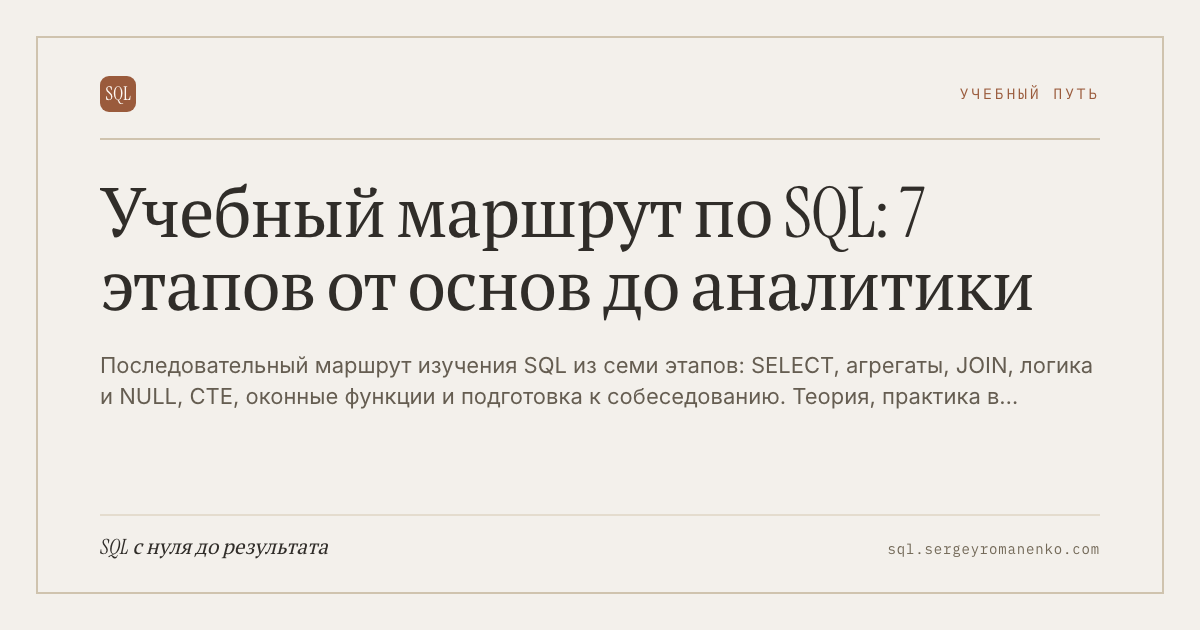 SQL
УЧЕБНЫЙ ПУТЬ
Учебный маршрут по SQL: 7
этапов от основ до аналитики
Последовательный маршрут изучения SQL из семи этапов: SELECT, агрегаты, JOIN, логика
и NULL, CTE, оконные функции и подготовка к собеседованию. Теория, практика в...
SQL с нуля до результата
sql.sergeyromanenko.com